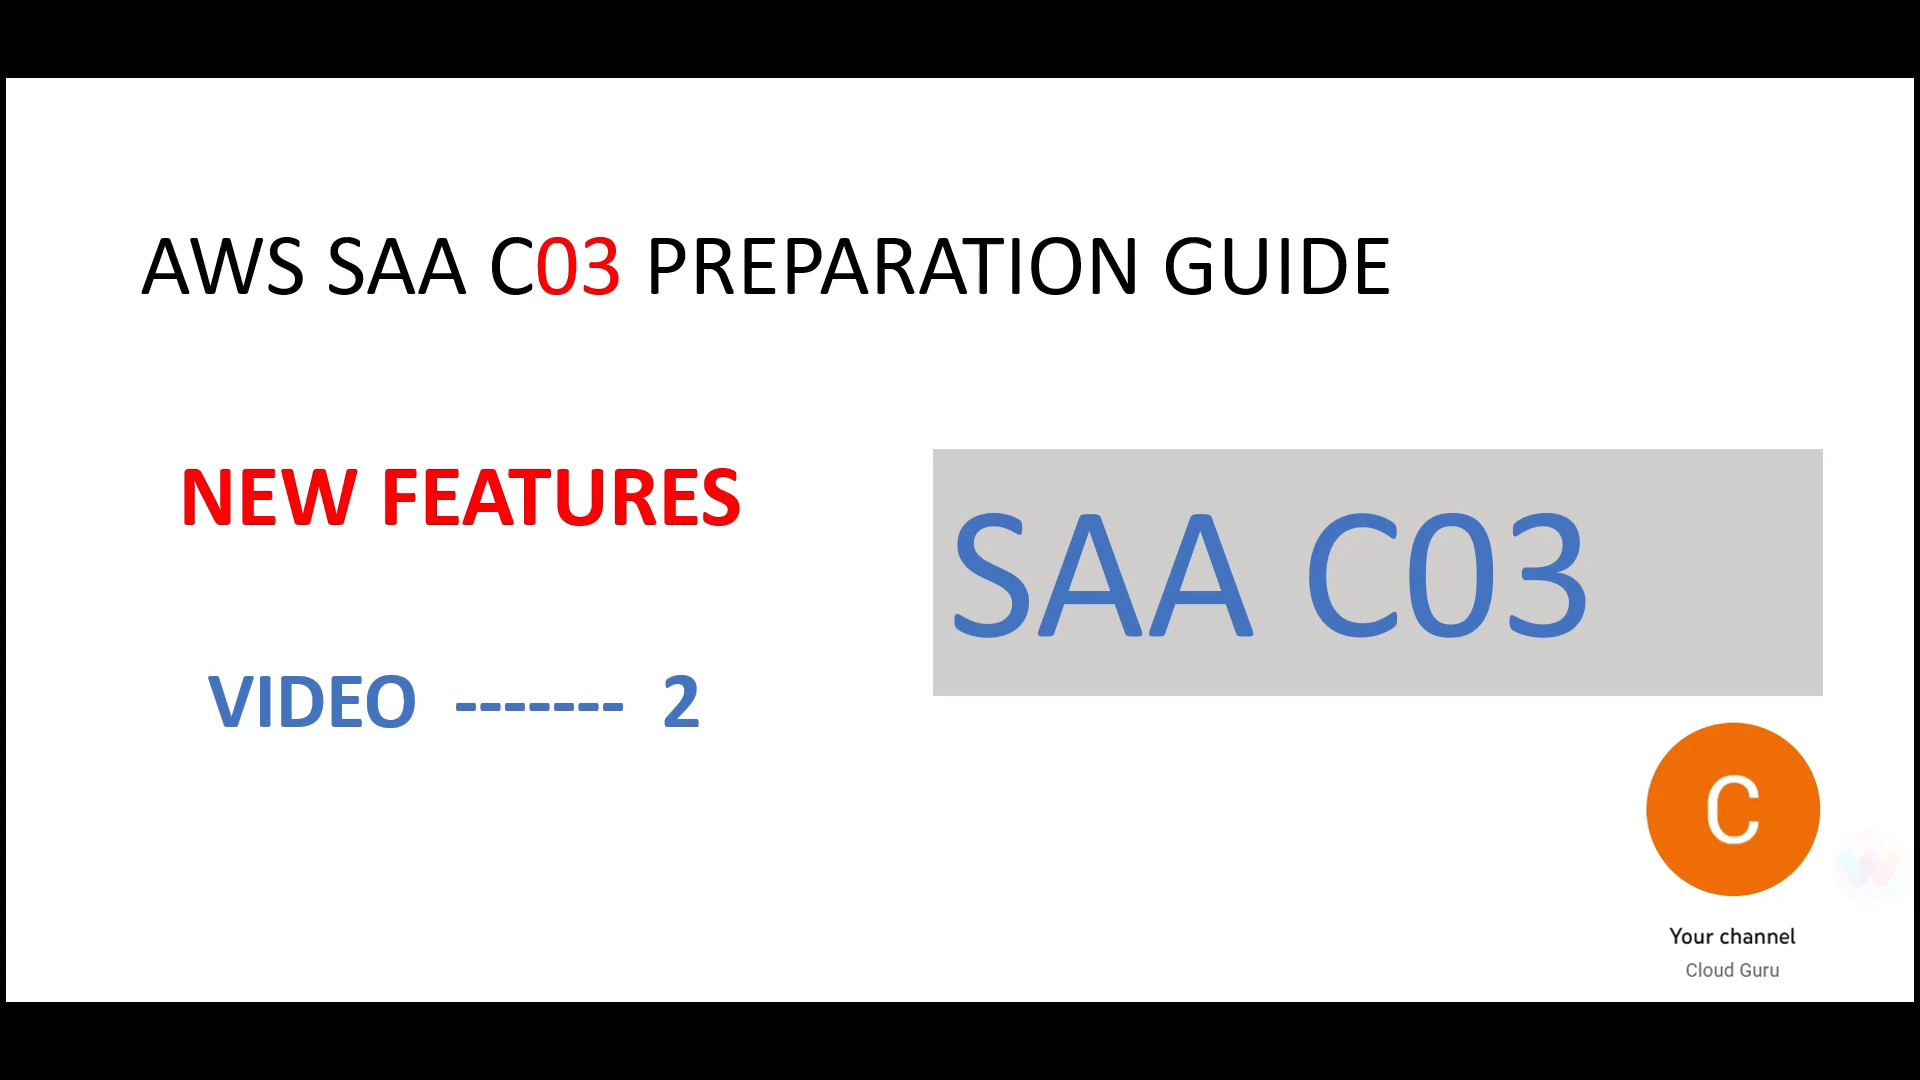 AWS SAA C03 PREPARATION GUIDE
NEW FEATURES
SAA C03
VIDEO ------- 2
C
Your channel
Cloud Guru